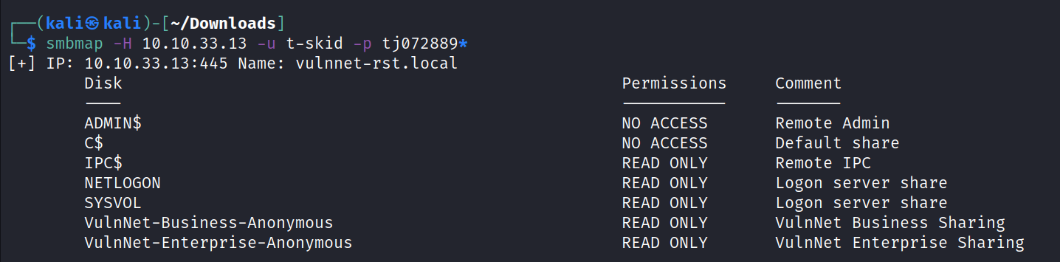 ┌──(kali㉿kali)-[~/Downloads]
└─$ smbmap -H 10.10.33.13 -u t-skid -p tj072889*
[+] IP: 10.10.33.13:445 Name: vulnnet-rst.local
Disk Permissions Comment
---- ----------- -------
ADMIN$ NO ACCESS Remote Admin
C$ NO ACCESS Default share
IPC$ READ ONLY Remote IPC
NETLOGON READ ONLY Logon server share
SYSVOL READ ONLY Logon server share
VulnNet-Business-Anonymous READ ONLY VulnNet Business Sharing
VulnNet-Enterprise-Anonymous READ ONLY VulnNet Enterprise Sharing